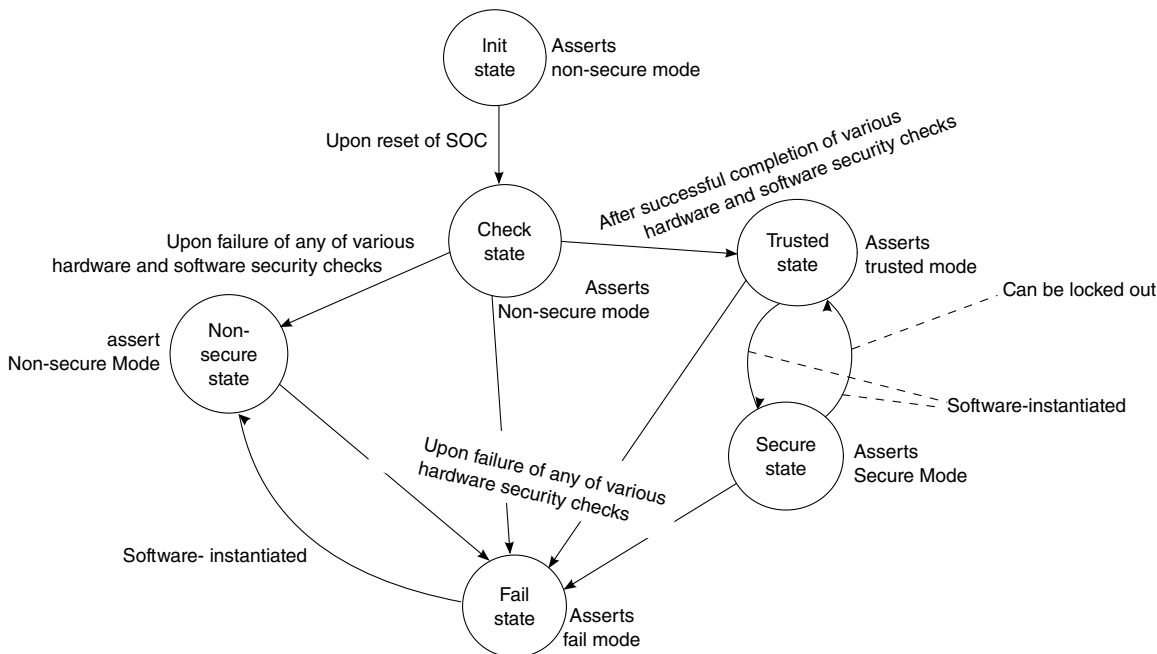 Init
state
Asserts
non-secure mode
Upon reset of SOC
After successful completion of various
hardware and software security checks
Check
state
Asserts
Non-secure mode
Upon failure of any of various
hardware and software security checks
Trusted
state
Asserts
trusted mode
Can be locked out
assert
Non-secure Mode
Non-
secure
state
Software-instantiated
Secure
state
Asserts
Secure Mode
Upon failure of any of various
hardware security checks
Software- instantiated
Fail
state
Asserts
fail mode